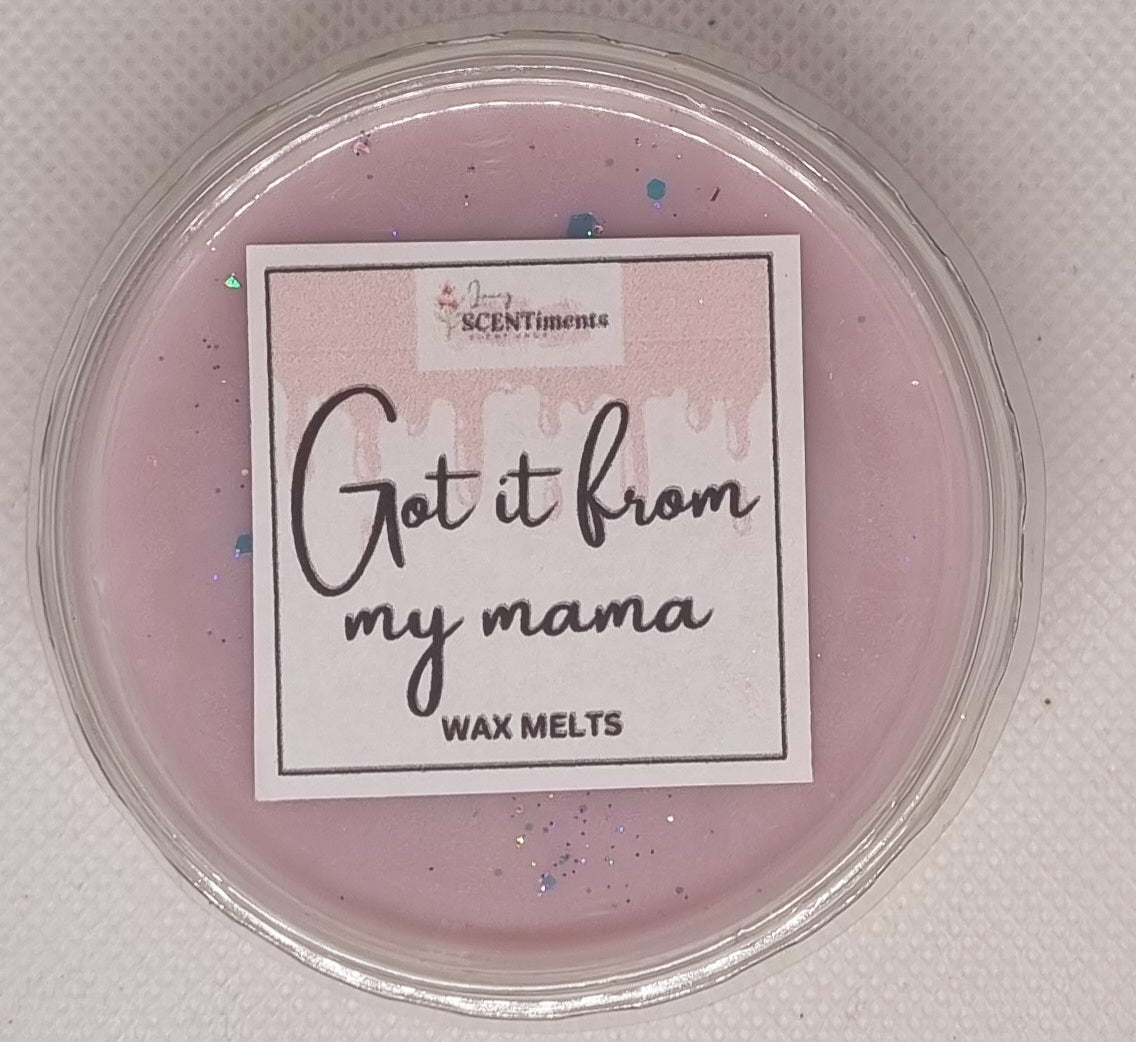 SCENTiments
Got it from
my mama
WAX MELTS